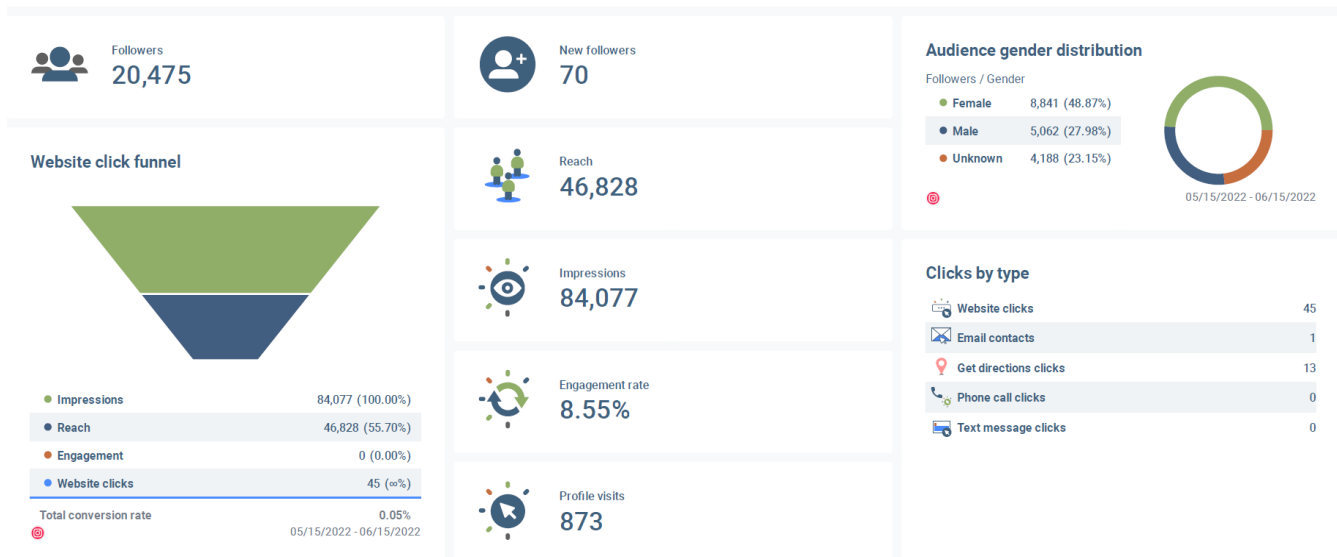 Followers
20,475
New followers
70
Audience gender distribution
Followers / Gender
Female 8,841 (48.87%)
Male 5,062 (27.98%)
Unknown 4,188 (23.15%)
05/15/2022 - 06/15/2022
Website click funnel
Impressions 84,077 (100.00%)
Reach 46,828 (55.70%)
Engagement 0 (0.00%)
Website clicks 45 (∞%)
Total conversion rate 0.05%
05/15/2022 - 06/15/2022
Reach
46,828
Impressions
84,077
Engagement rate
8.55%
Profile visits
873
Clicks by type
Website clicks 45
Email contacts 1
Get directions clicks 13
Phone call clicks 0
Text message clicks 0